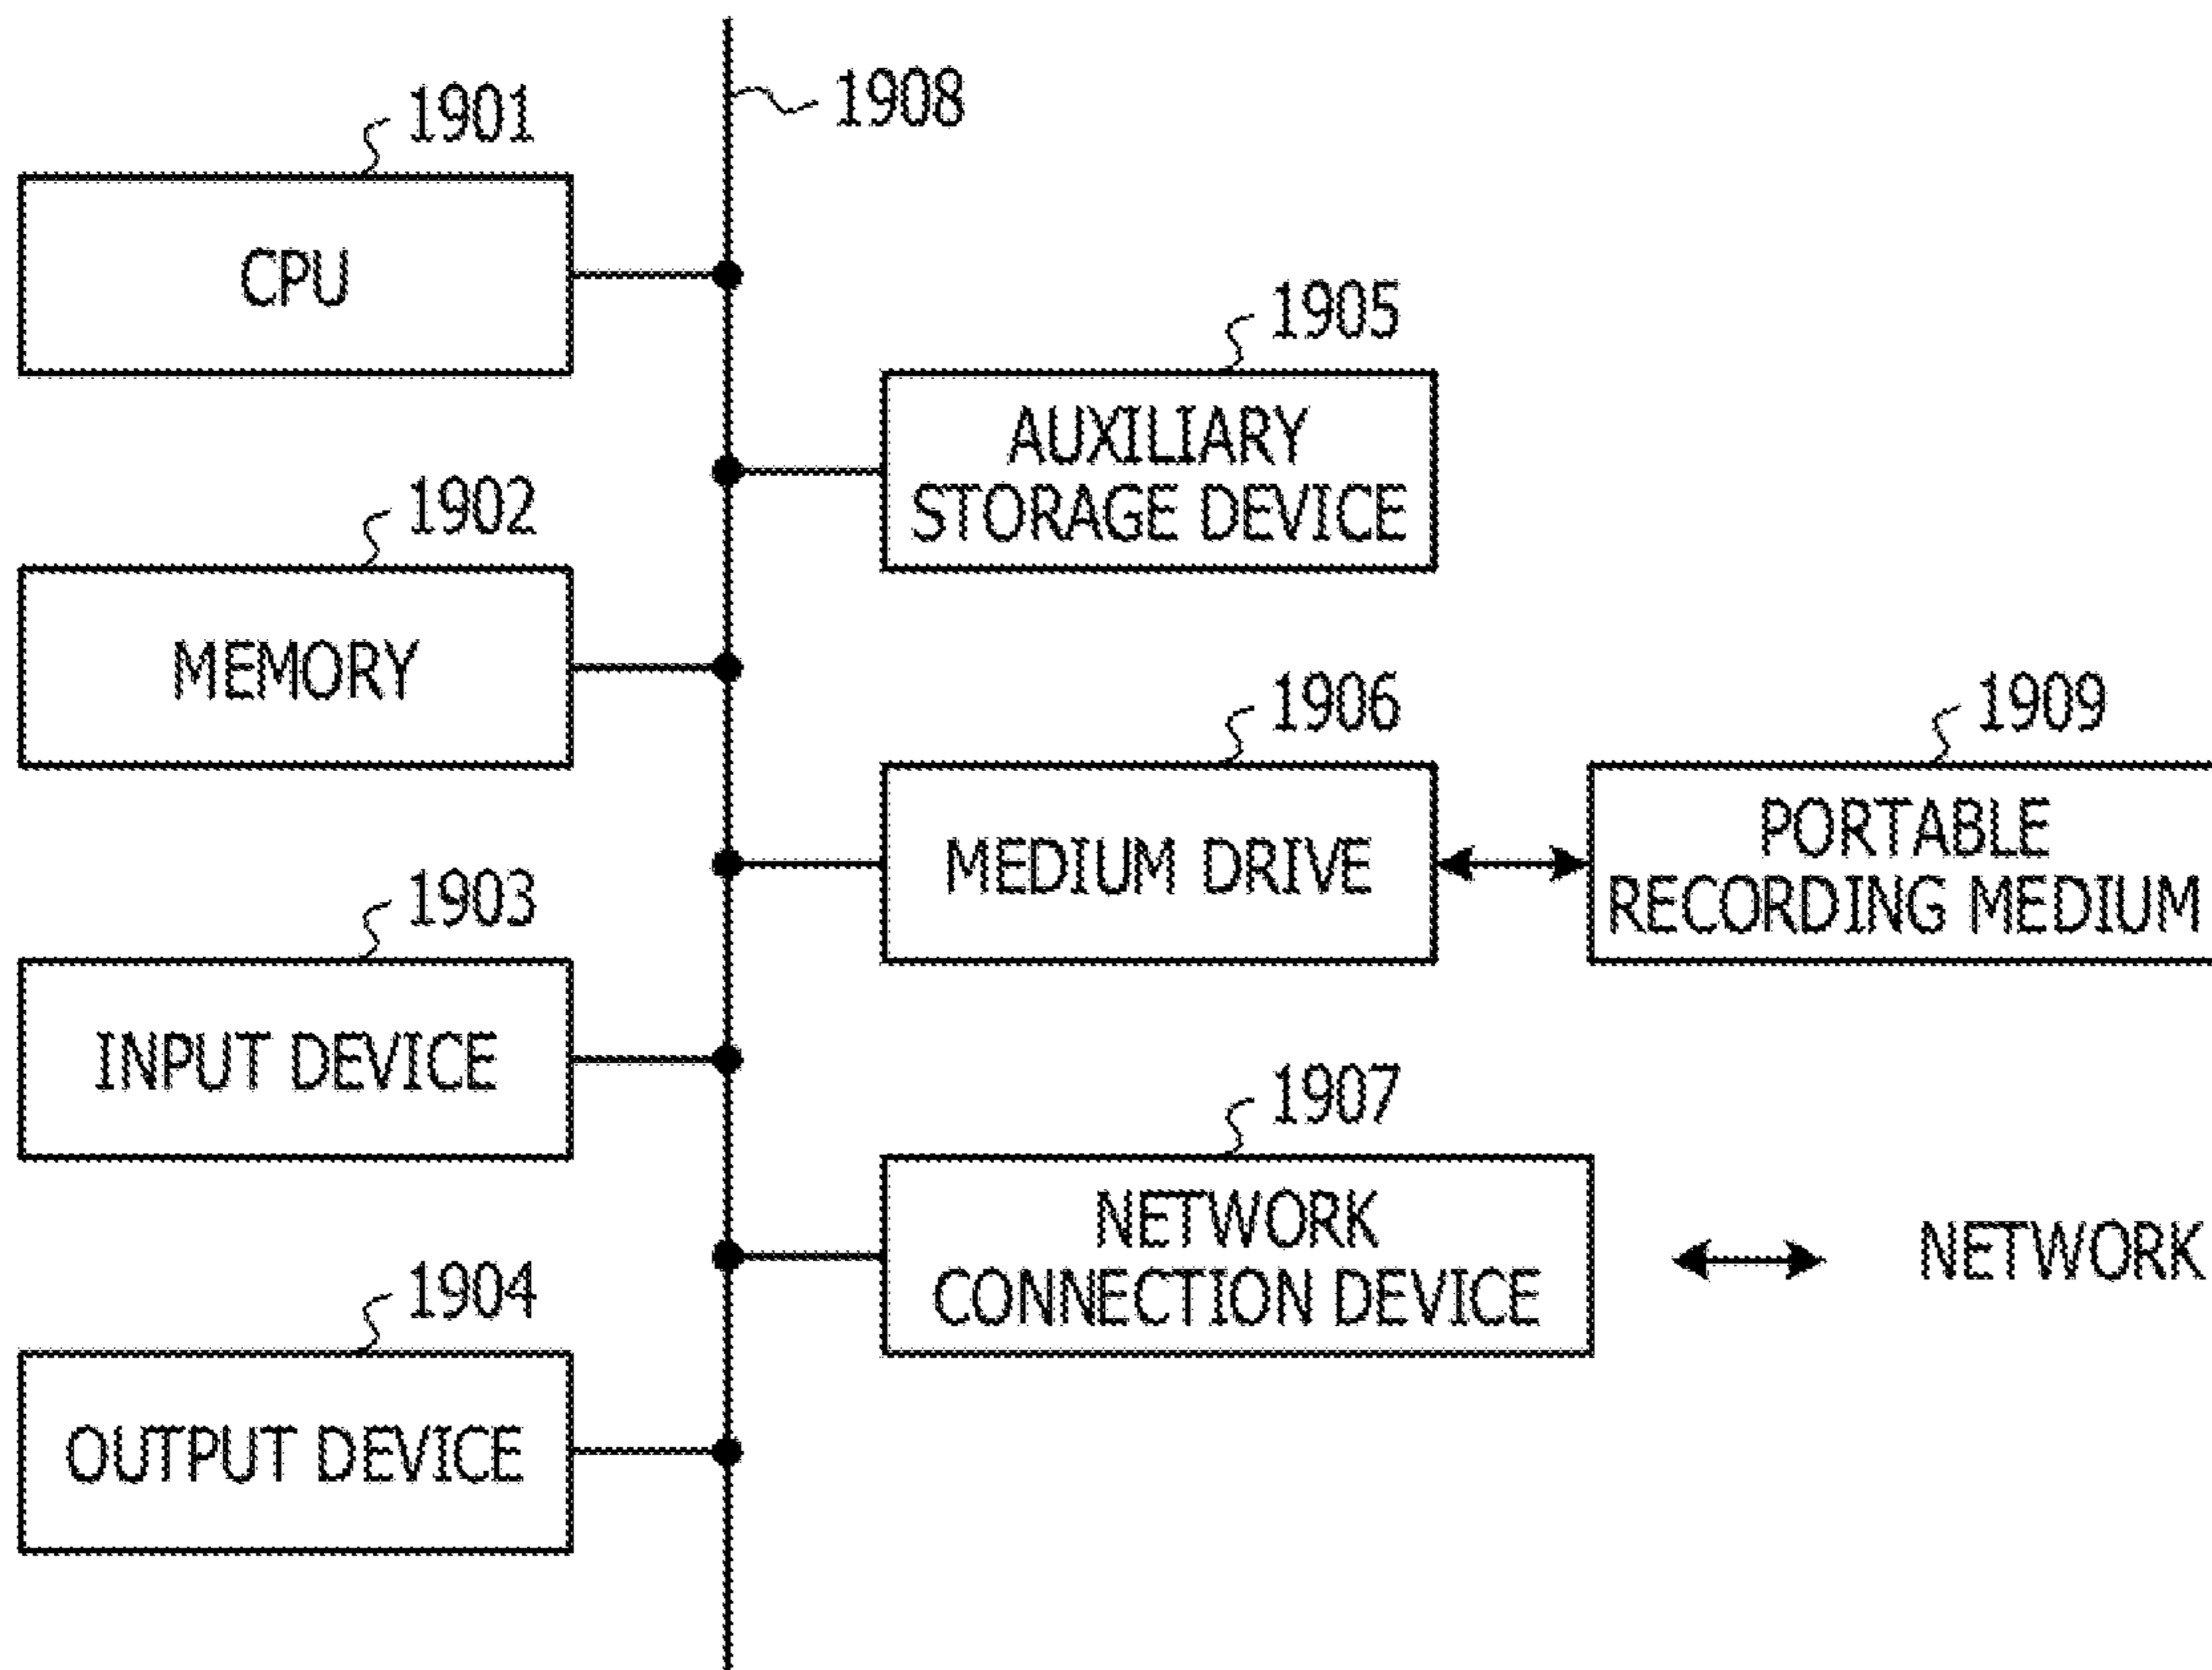 1908
1901
CPU
1905
AUXILIARY
STORAGE DEVICE
1902
MEMORY
1906
MEDIUM DRIVE
1909
PORTABLE
RECORDING MEDIUM
1903
INPUT DEVICE
1907
NETWORK
CONNECTION DEVICE
NETWORK
1904
OUTPUT DEVICE